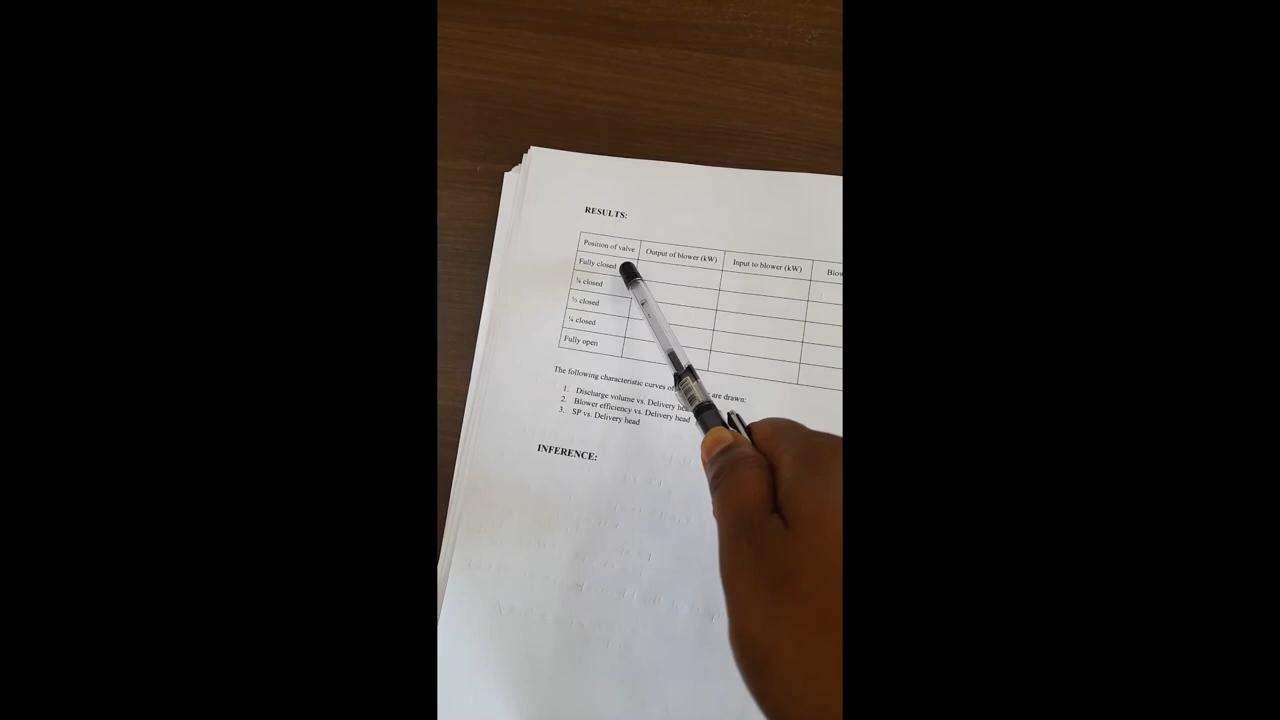 RESULTS:
Position of valve Output of blower (kW) Input to blower (kW)
Fully closed
¾ closed
½ closed
¼ closed
Fully open
The following characteristic curves of are drawn:
1. Discharge volume vs. Delivery
2. Blower efficiency vs. Delivery head
3. SP vs. Delivery head
INFERENCE: